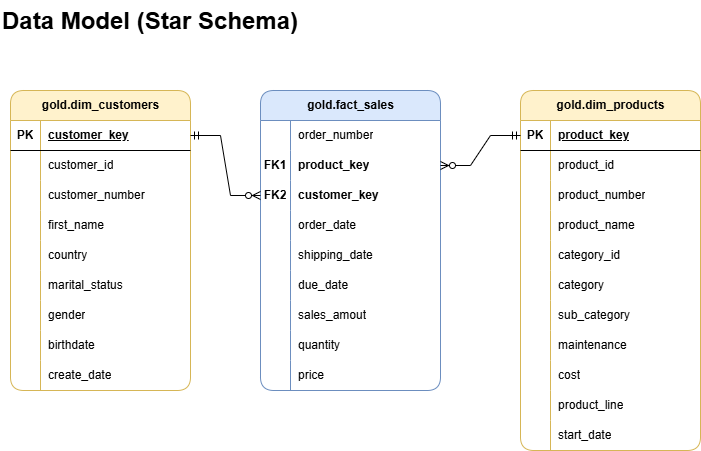 Data Model (Star Schema)
gold.dim_customers
PK customer_key
customer_id
customer_number
first_name
country
marital_status
gender
birthdate
create_date
gold.fact_sales
order_number
FK1 product_key
FK2 customer_key
order_date
shipping_date
due_date
sales_amout
quantity
price
gold.dim_products
PK product_key
product_id
product_number
product_name
category_id
category
sub_category
maintenance
cost
product_line
start_date